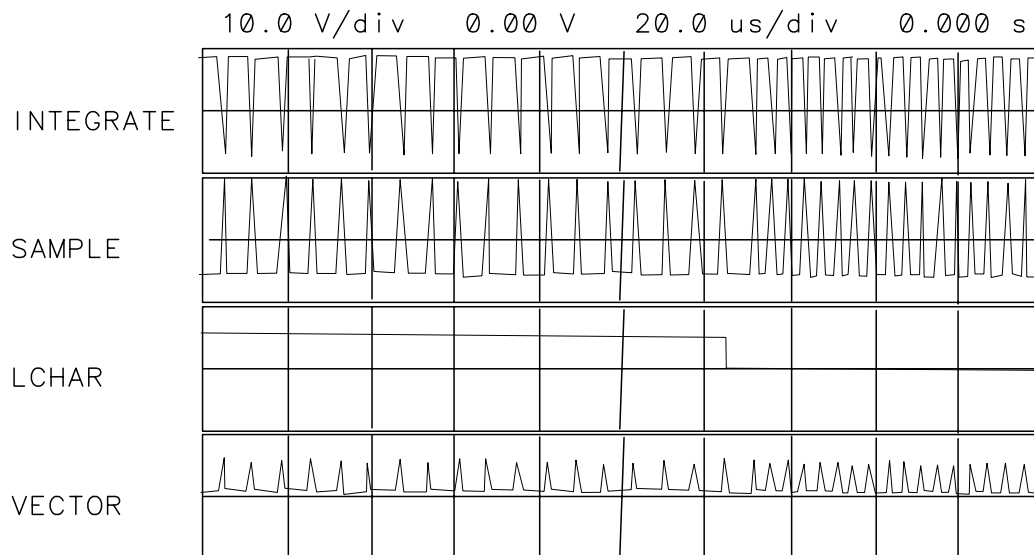 10.0 V/div 0.00 V 20.0 us/div 0.000 s
INTEGRATE
SAMPLE
LCHAR
VECTOR